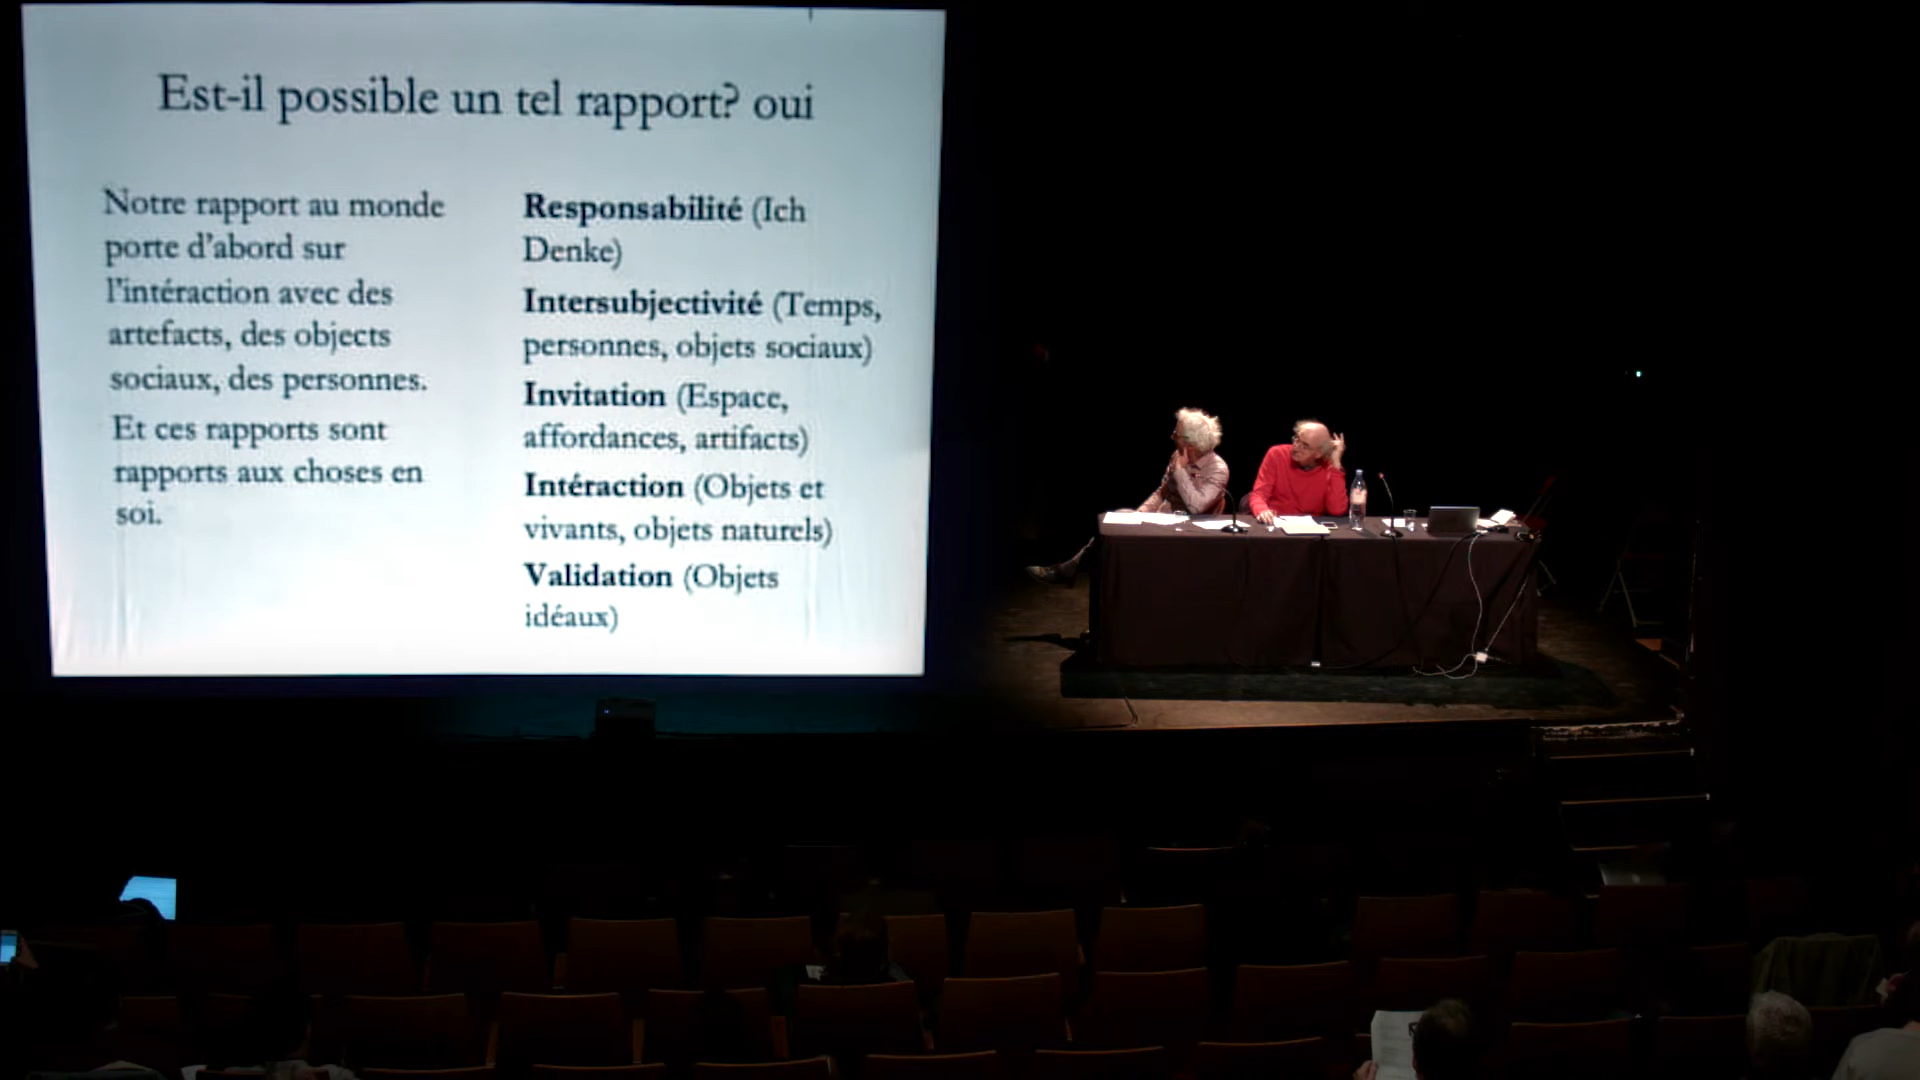 Est-il possible un tel rapport? oui
Notre rapport au monde
porte d'abord sur
l'intéraction avec des
artefacts, des objects
sociaux, des personnes.
Et ces rapports sont
rapports aux choses en
soi.
Responsabilité (Ich
Denke)
Intersubjectivité (Temps,
personnes, objets sociaux)
Invitation (Espace,
affordances, artifacts)
Intéraction (Objets et
vivants, objets naturels)
Validation (Objets
idéaux)